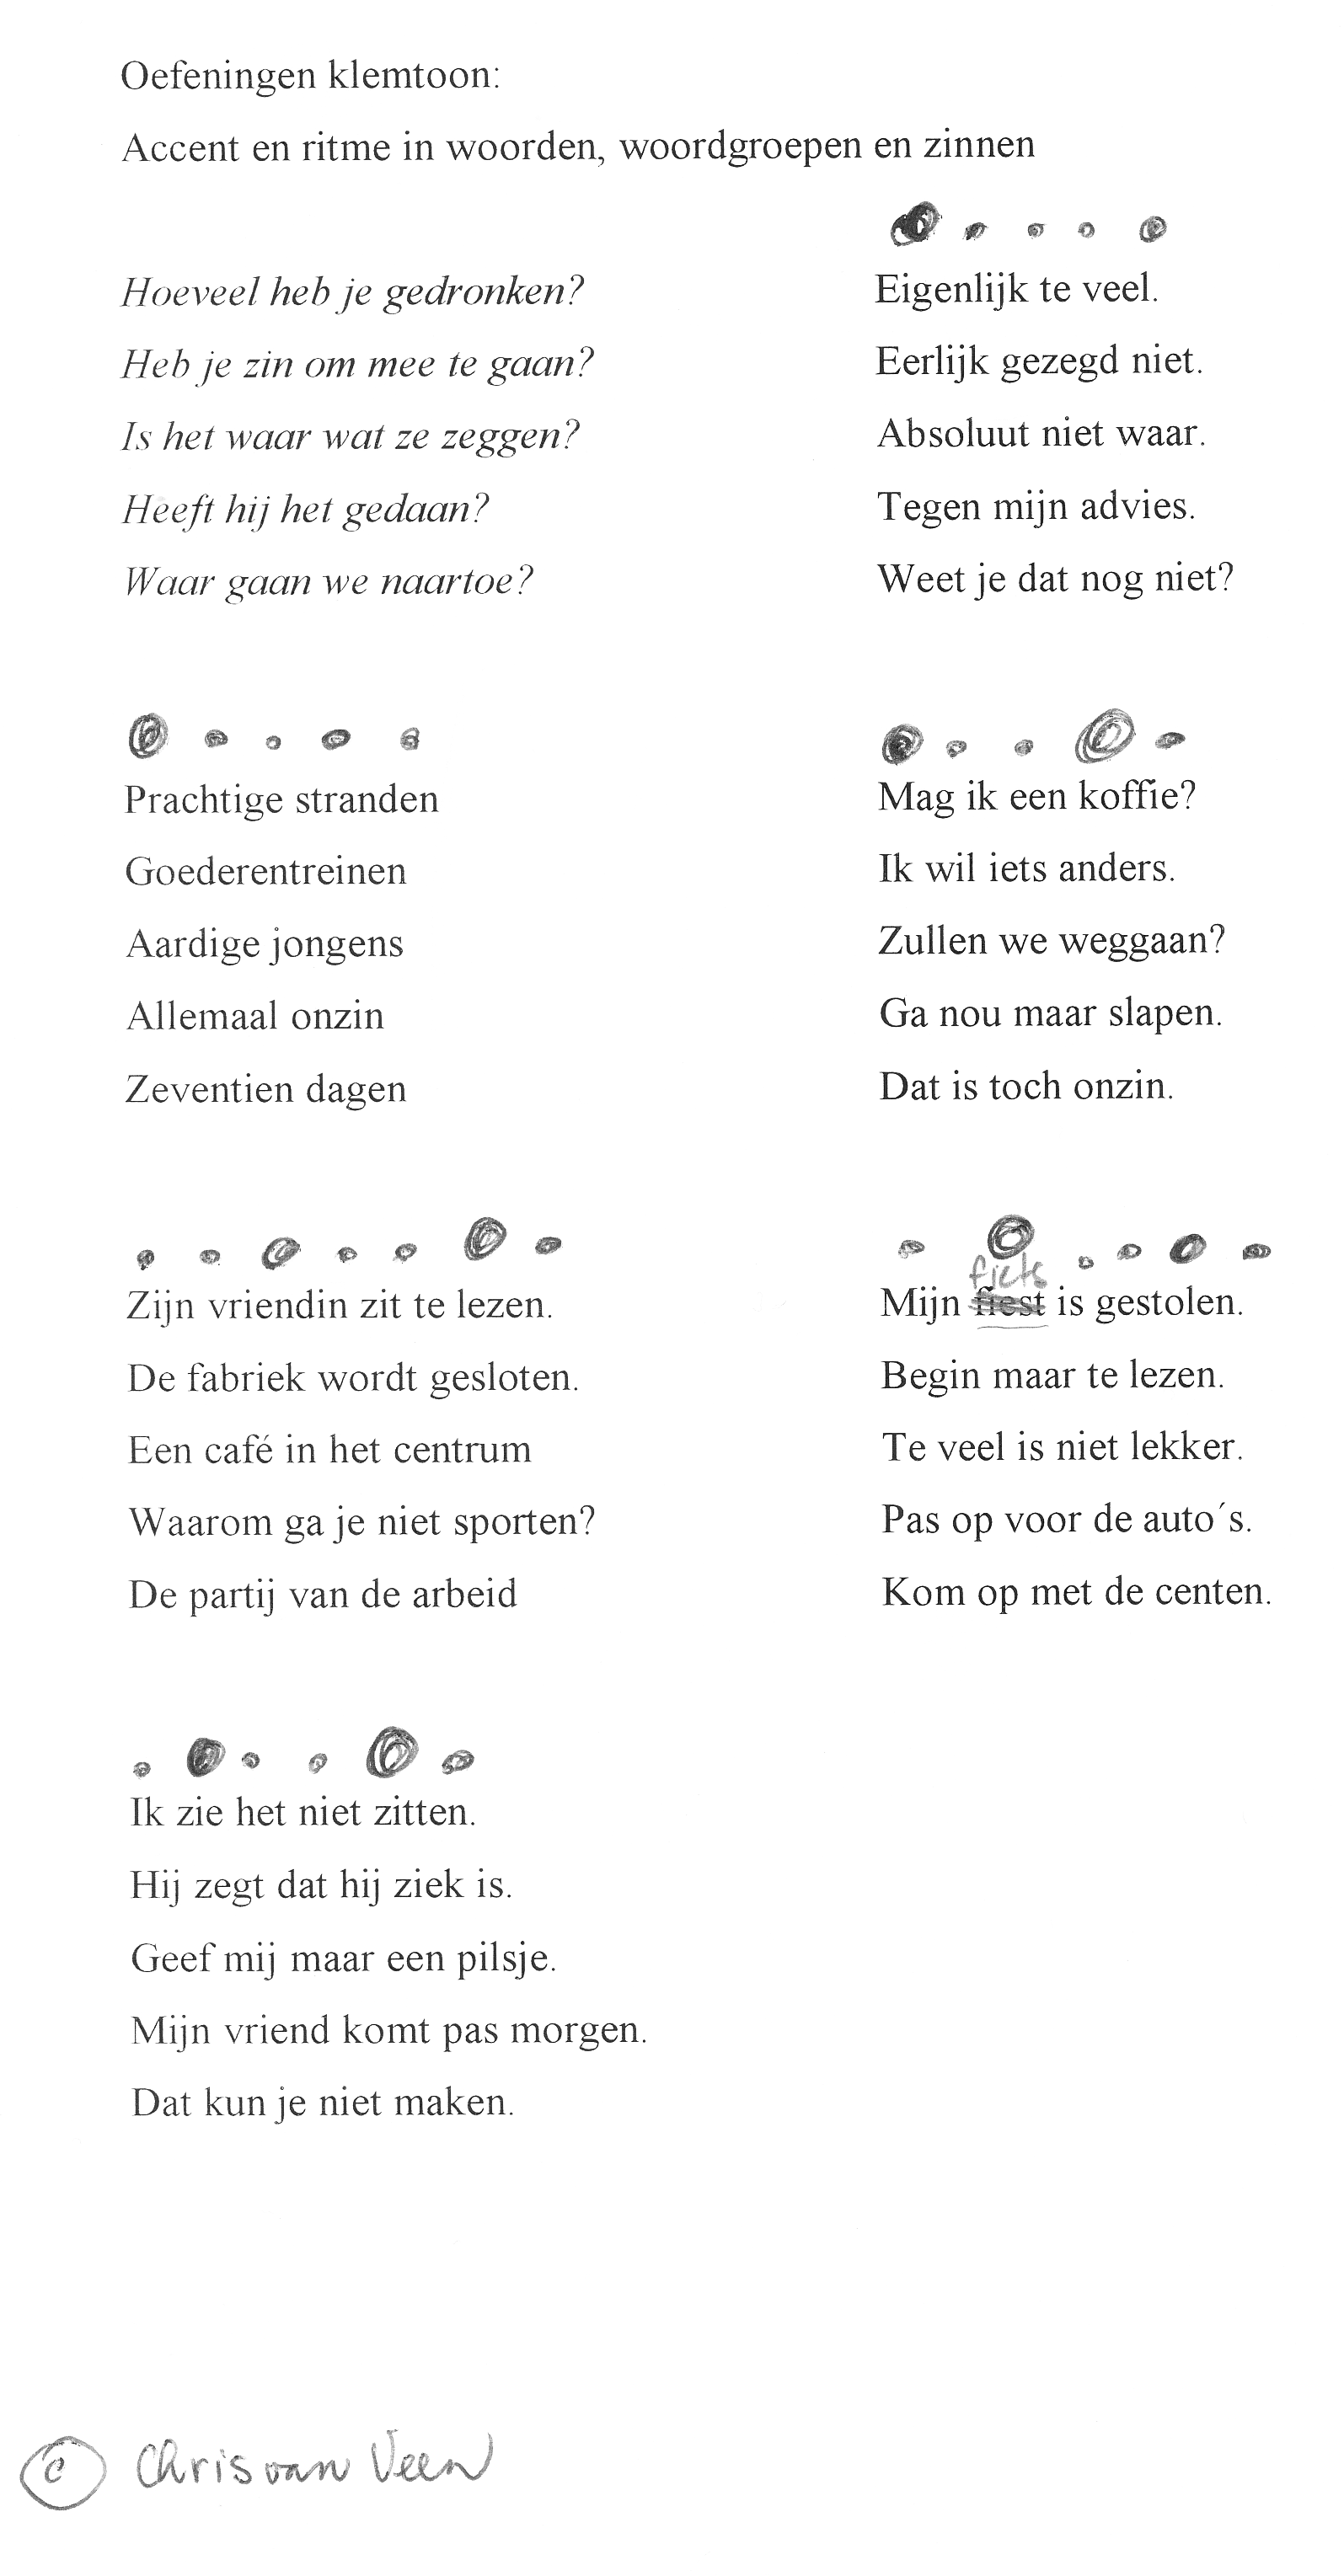 Oefeningen klemtoon:
Accent en ritme in woorden, woordgroepen en zinnen
Hoeveel heb je gedronken?
Eigenlijk te veel.
Heb je zin om mee te gaan?
Eerlijk gezegd niet.
Is het waar wat ze zeggen?
Absoluut niet waar.
Heeft hij het gedaan?
Tegen mijn advies.
Waar gaan we naartoe?
Weet je dat nog niet?
Prachtige stranden
Goederentreinen
Aardige jongens
Allemaal onzin
Zeventien dagen
Mag ik een koffie?
Ik wil iets anders.
Zullen we weggaan?
Ga nou maar slapen.
Dat is toch onzin.
Zijn vriendin zit te lezen.
De fabriek wordt gesloten.
Een café in het centrum
Waarom ga je niet sporten?
De partij van de arbeid
fiets
Mijn fiest is gestolen.
Begin maar te lezen.
Te veel is niet lekker.
Pas op voor de auto´s.
Kom op met de centen.
Ik zie het niet zitten.
Hij zegt dat hij ziek is.
Geef mij maar een pilsje.
Mijn vriend komt pas morgen.
Dat kun je niet maken.
© Chris van Veen